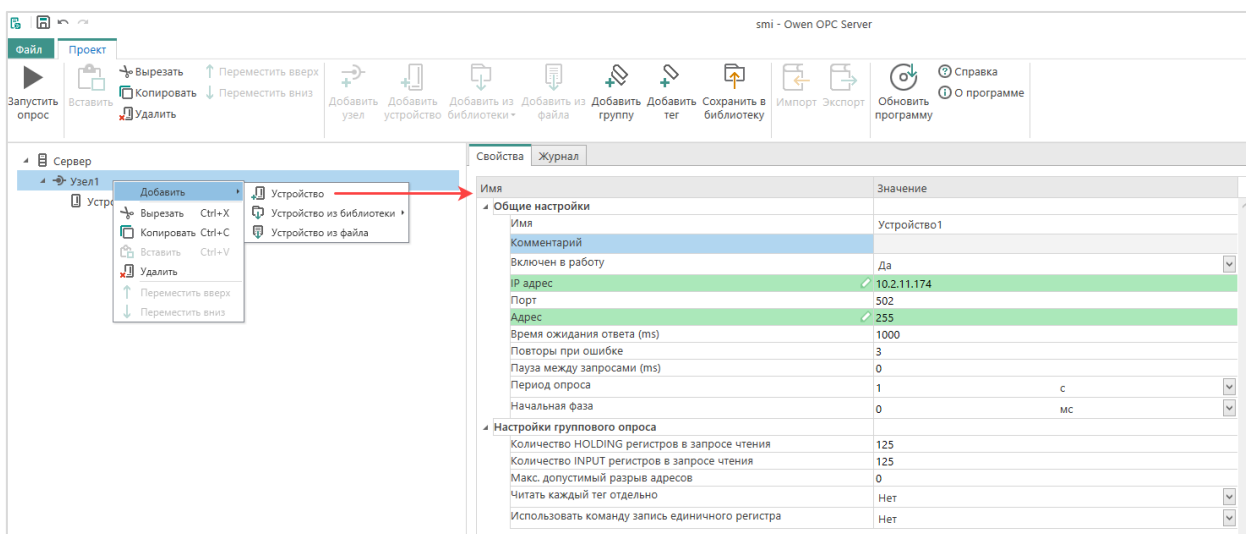 smi - Owen OPC Server
Файл Проект
Запустить опрос
Вставить
Вырезать
Копировать
Удалить
Переместить вверх
Переместить вниз
Добавить узел
Добавить устройство
Добавить из библиотеки
Добавить из файла
Добавить группу
Добавить тег
Сохранить в библиотеку
Импорт
Экспорт
Обновить программу
Справка
О программе
Сервер
Узел1
Добавить
Вырезать Ctrl+X
Копировать Ctrl+C
Вставить Ctrl+V
Удалить
Переместить вверх
Переместить вниз
Устройство
Устройство из библиотеки
Устройство из файла
Свойства Журнал
Имя Значение
Общие настройки
Имя Устройство1
Комментарий
Включен в работу Да
IP адрес 10.2.11.174
Порт 502
Адрес 255
Время ожидания ответа (ms) 1000
Повторы при ошибке 3
Пауза между запросами (ms) 0
Период опроса 1 с
Начальная фаза 0 мс
Настройки группового опроса
Количество HOLDING регистров в запросе чтения 125
Количество INPUT регистров в запросе чтения 125
Макс. допустимый разрыв адресов 0
Читать каждый тег отдельно Нет
Использовать команду запись единичного регистра Нет